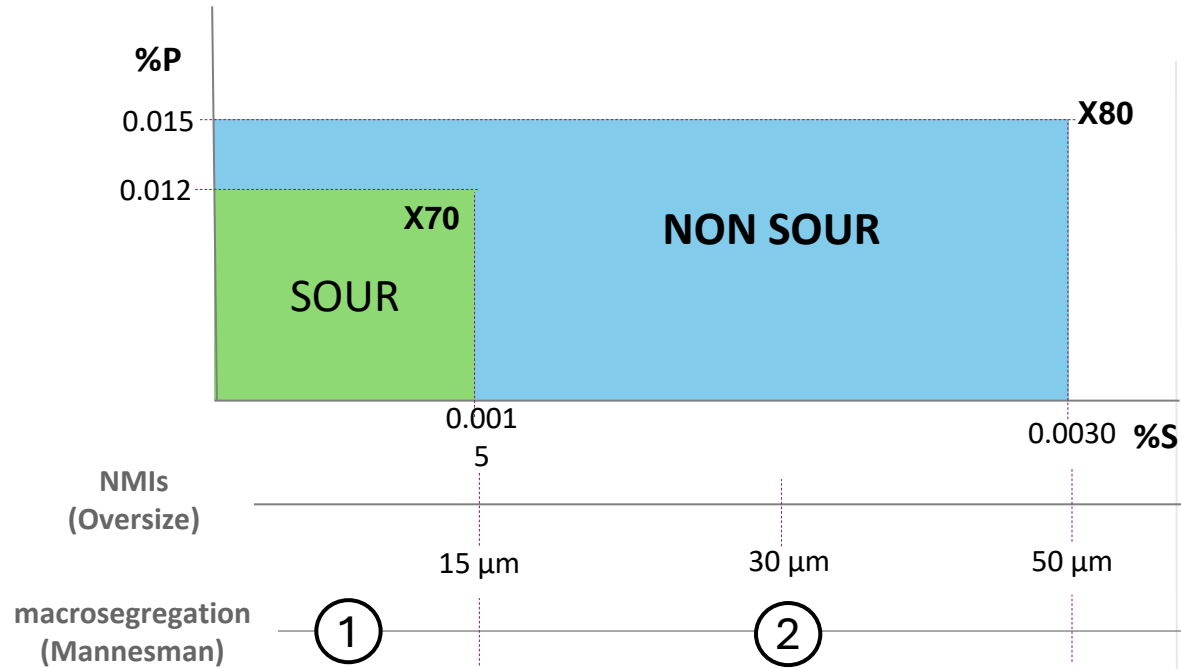 %P
0.015
X80
0.012
X70
NON SOUR
SOUR
0.001
5
0.0030
%S
NMIs
(Oversize)
15 µm
30 µm
50 µm
macrosegregation
(Mannesman)
1
2